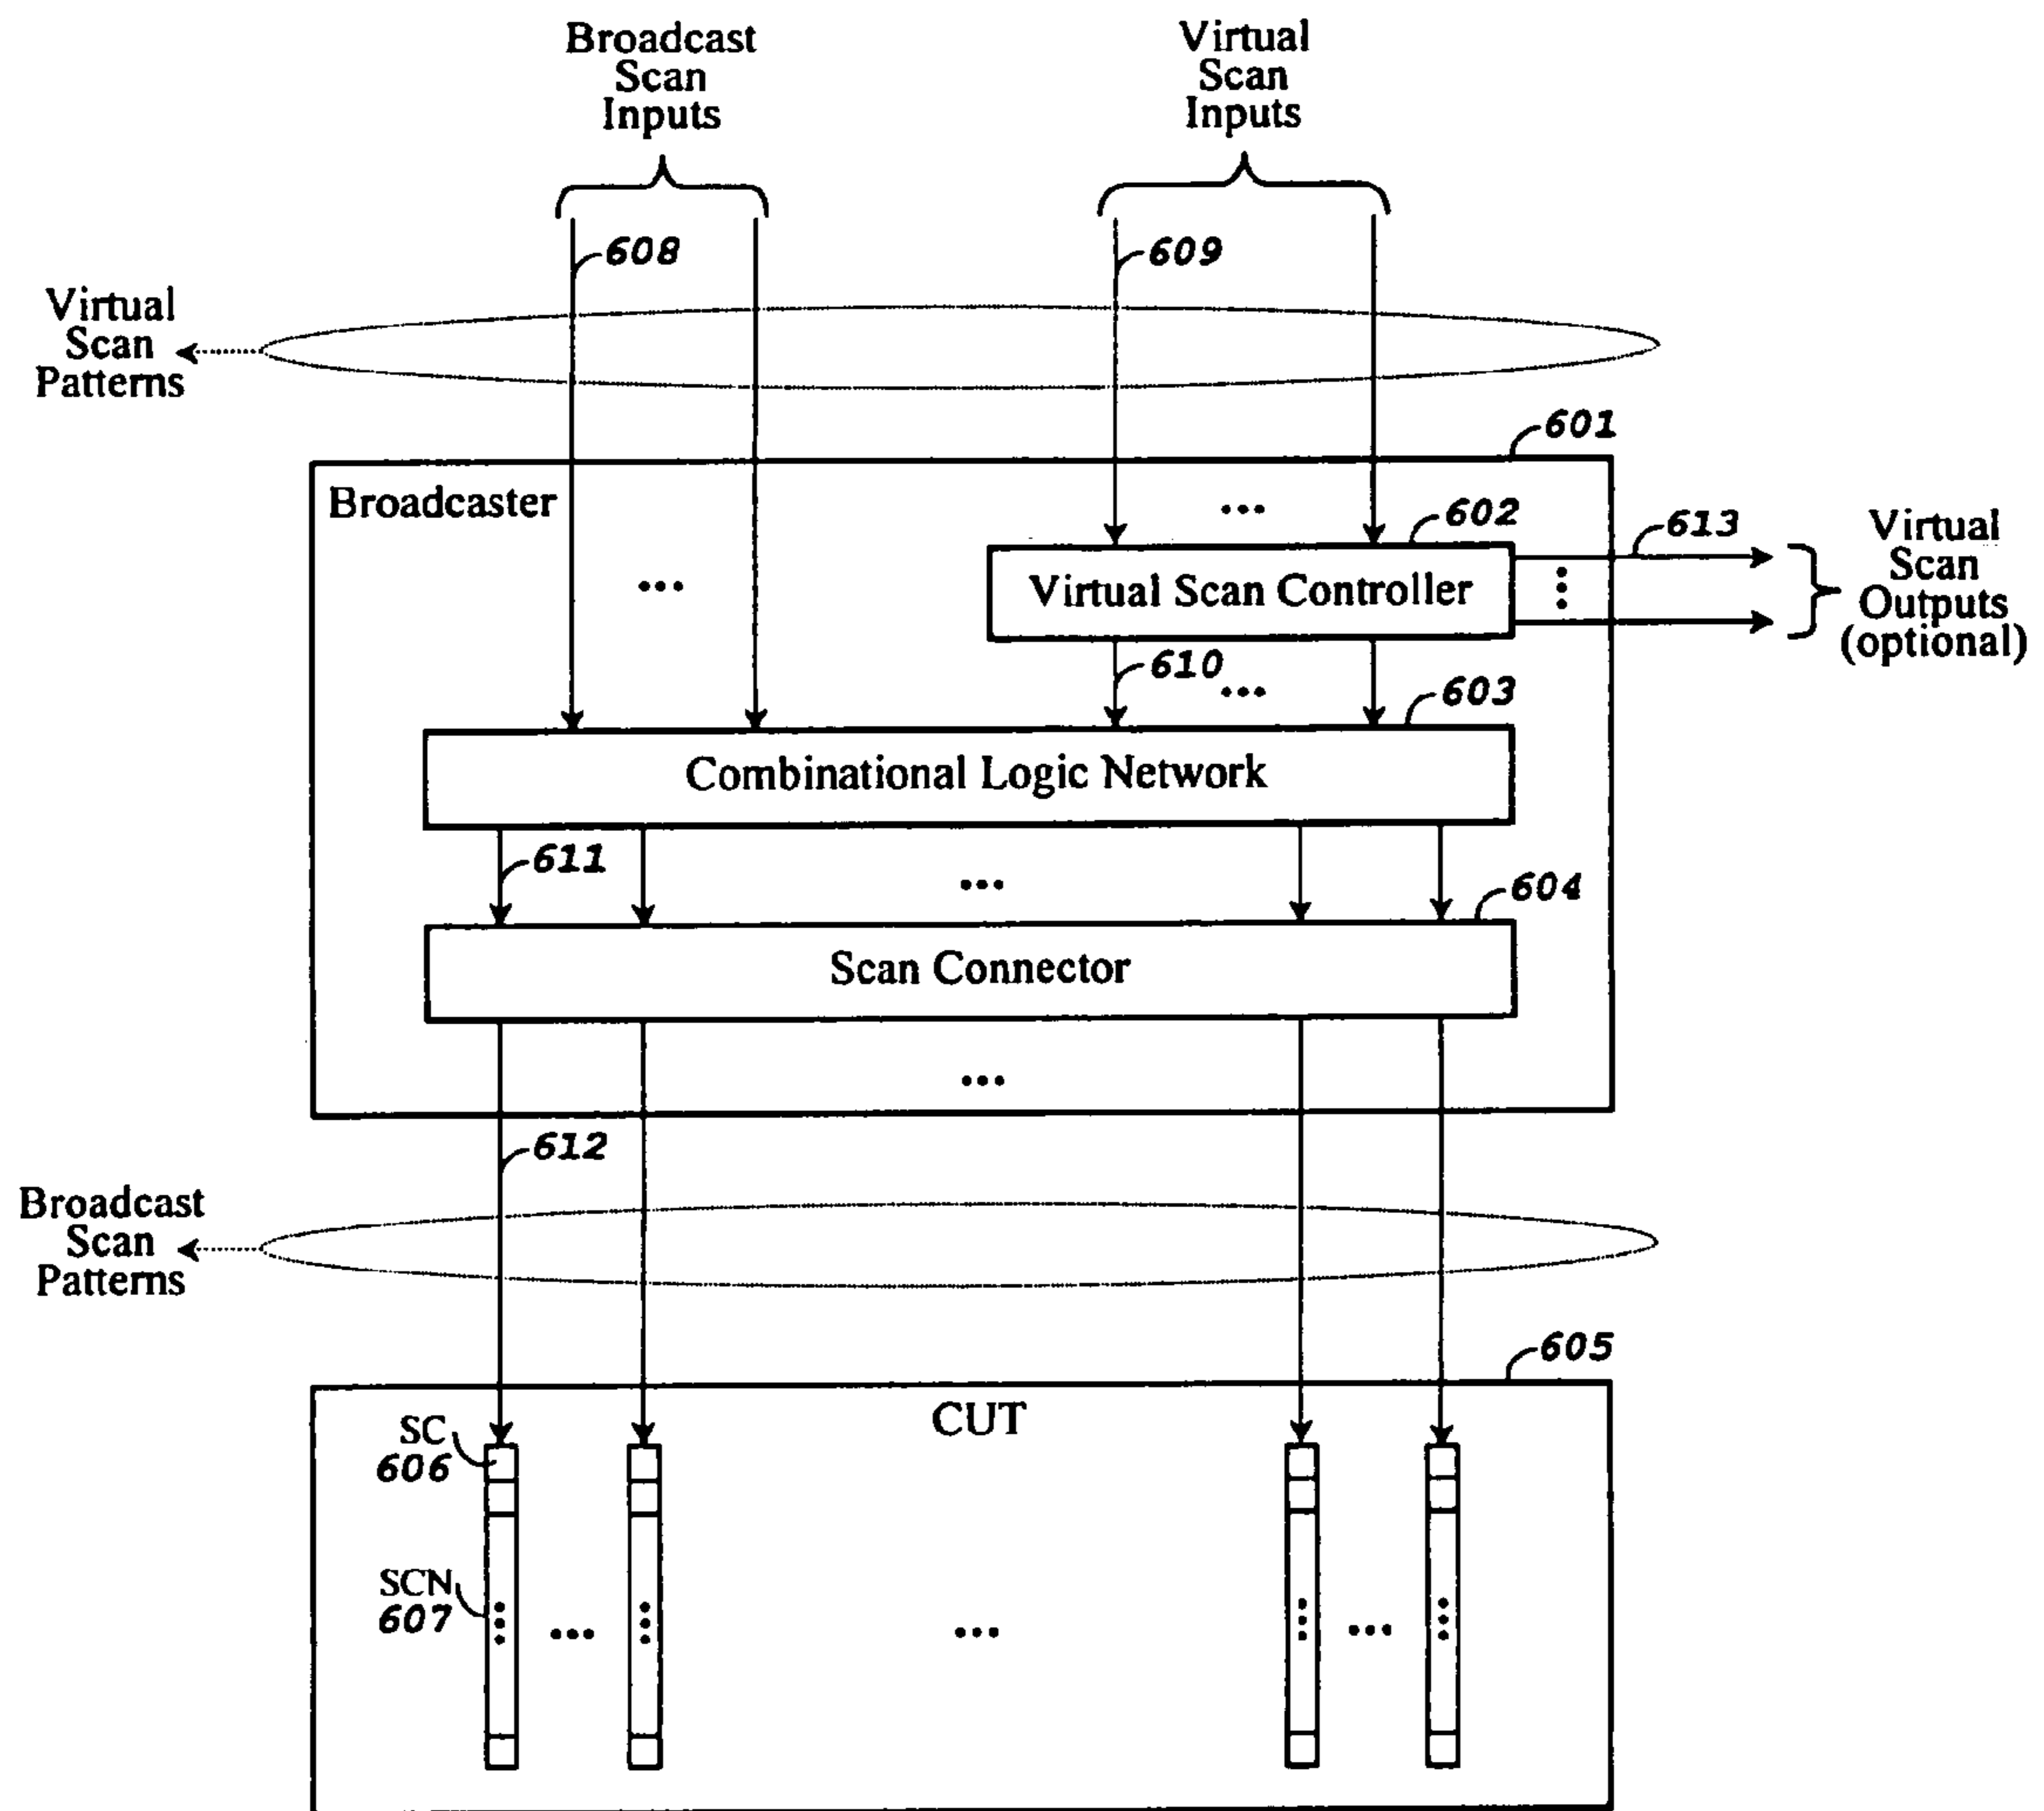 Broadcast
Scan
Inputs
Virtual
Scan
Inputs
608
609
Virtual
Scan
Patterns
601
Broadcaster
...
602
613
Virtual
Scan
Outputs
(optional)
...
Virtual Scan Controller
610
...
603
Combinational Logic Network
611
...
604
Scan Connector
...
612
Broadcast
Scan
Patterns
605
CUT
SC
606
SCN
607
...
...
...